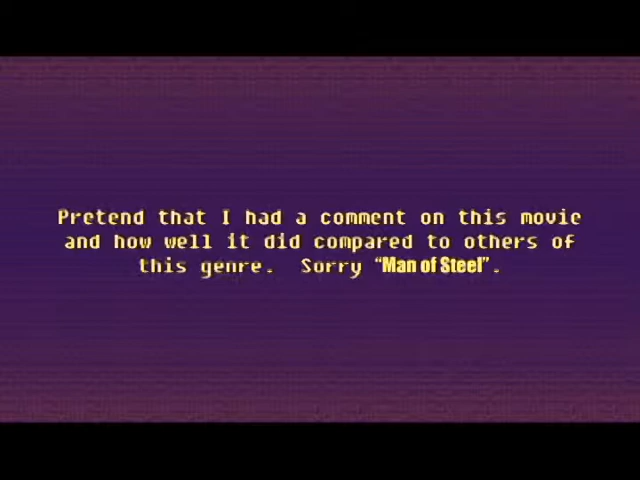 Pretend that I had a comment on this movie
and how well it did compared to others of
this genre.  Sorry “Man of Steel”.